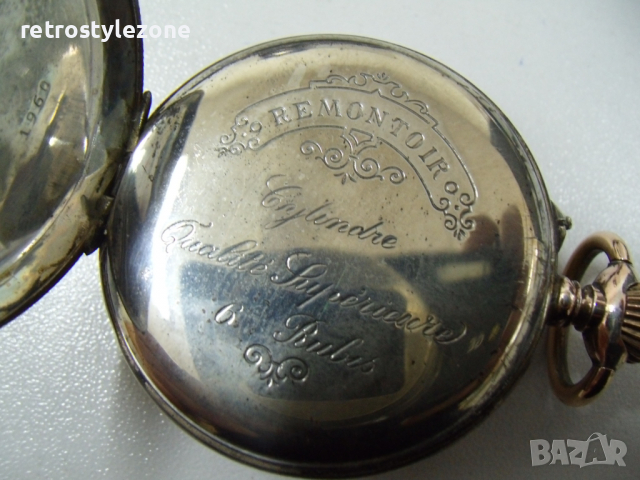 retrostylezone
1960
REMONTOIR
Cylindre
Qualité Supérieure
6 Rubis
BAZAR